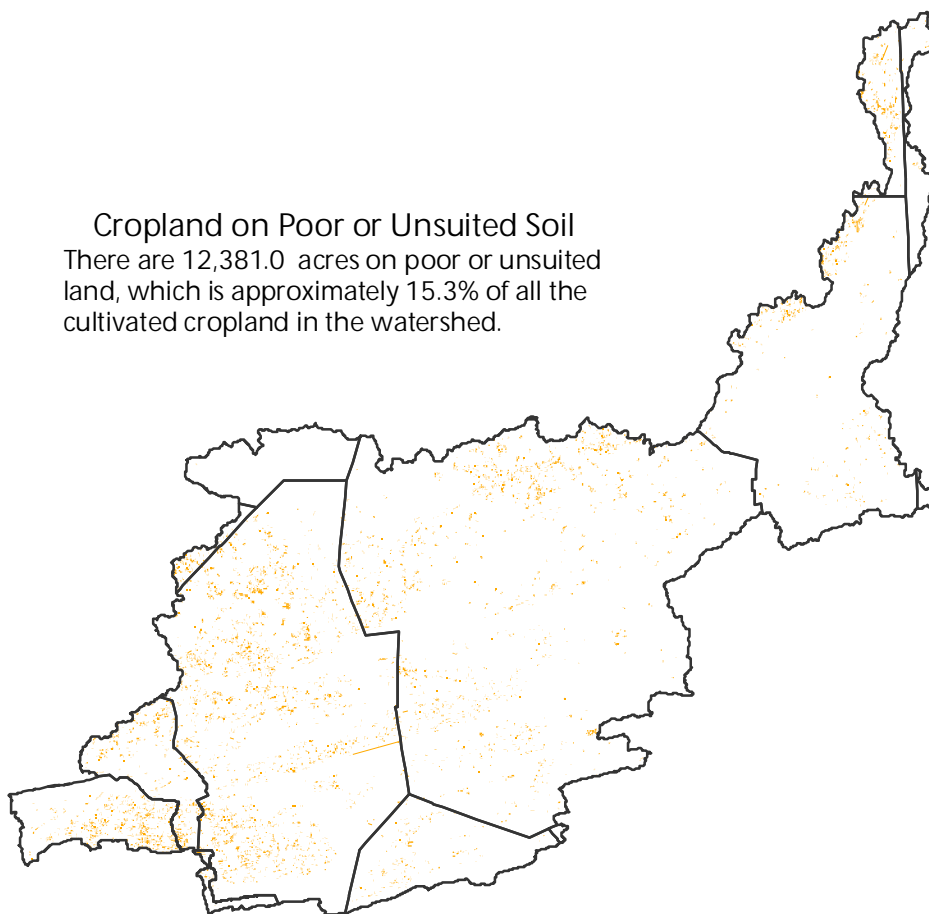 Cropland on Poor or Unsuited Soil
There are 12,381.0 acres on poor or unsuited
land, which is approximately 15.3% of all the
cultivated cropland in the watershed.